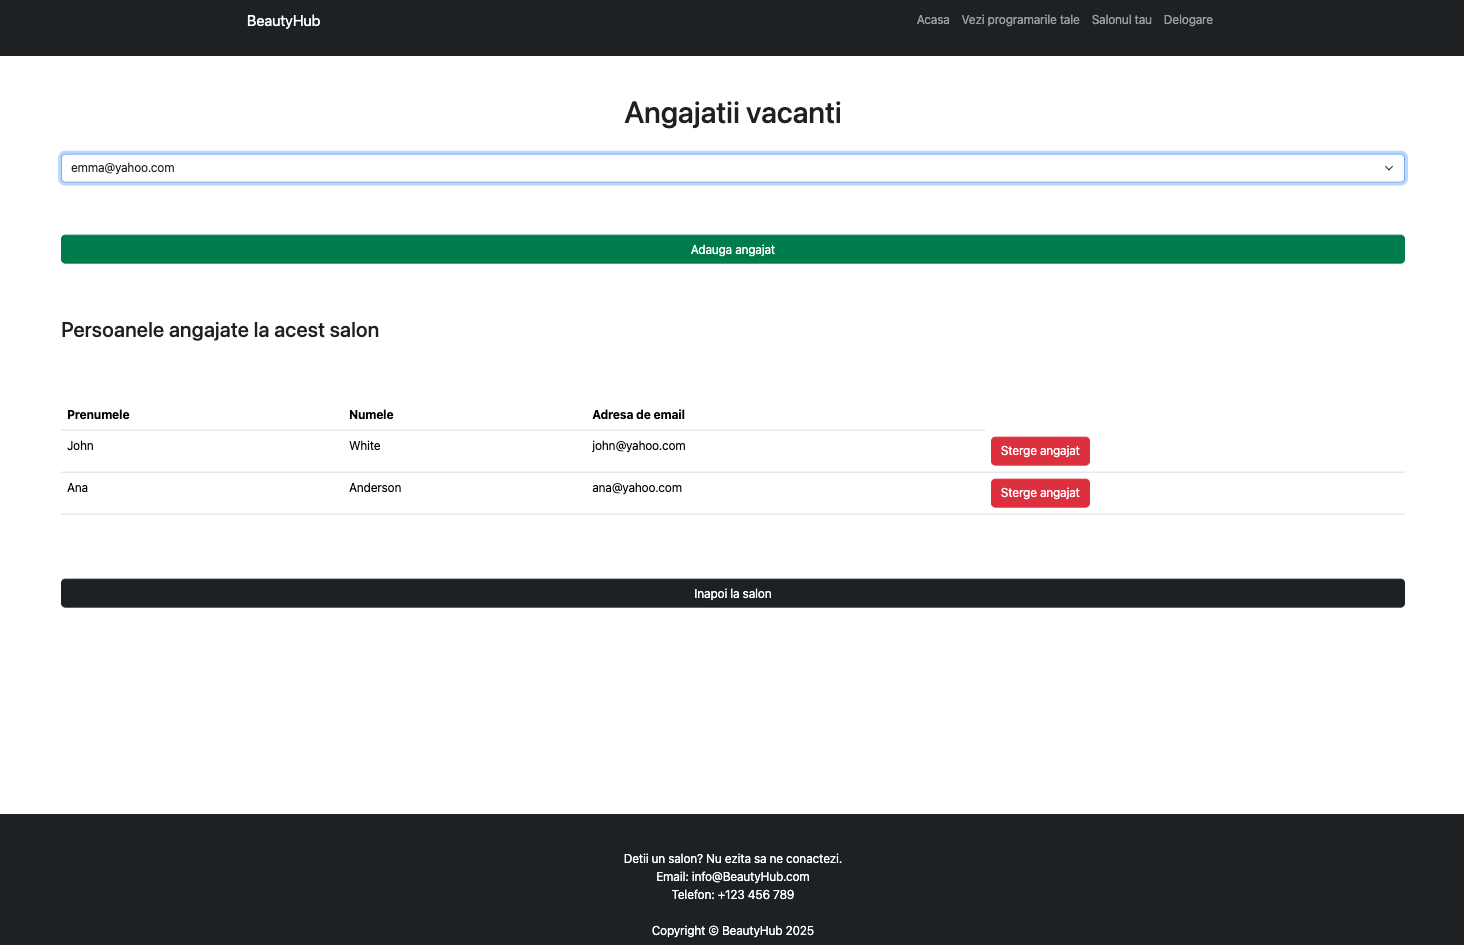 BeautyHub Acasa Vezi programarile tale Salonul tau Delogare
Angajatii vacanti
emma@yahoo.com
Adauga angajat
Persoanele angajate la acest salon
Prenumele Numele Adresa de email
John White john@yahoo.com Sterge angajat
Ana Anderson ana@yahoo.com Sterge angajat
Inapoi la salon
Detii un salon? Nu ezita sa ne conactezi.
Email: info@BeautyHub.com
Telefon: +123 456 789
Copyright © BeautyHub 2025